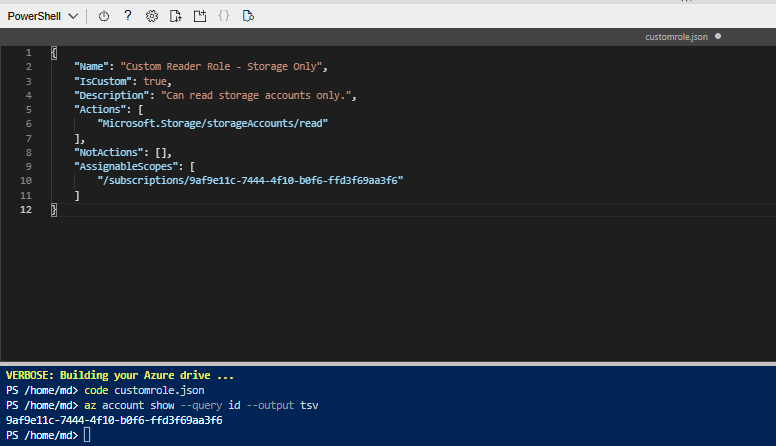 PowerShell
customrole.json
1 {
2 "Name": "Custom Reader Role - Storage Only",
3 "IsCustom": true,
4 "Description": "Can read storage accounts only.",
5 "Actions": [
6 "Microsoft.Storage/storageAccounts/read"
7 ],
8 "NotActions": [],
9 "AssignableScopes": [
10 "/subscriptions/9af9e11c-7444-4f10-b0f6-ffd3f69aa3f6"
11 ]
12 }
VERBOSE: Building your Azure drive ...
PS /home/md> code customrole.json
PS /home/md> az account show --query id --output tsv
9af9e11c-7444-4f10-b0f6-ffd3f69aa3f6
PS /home/md>